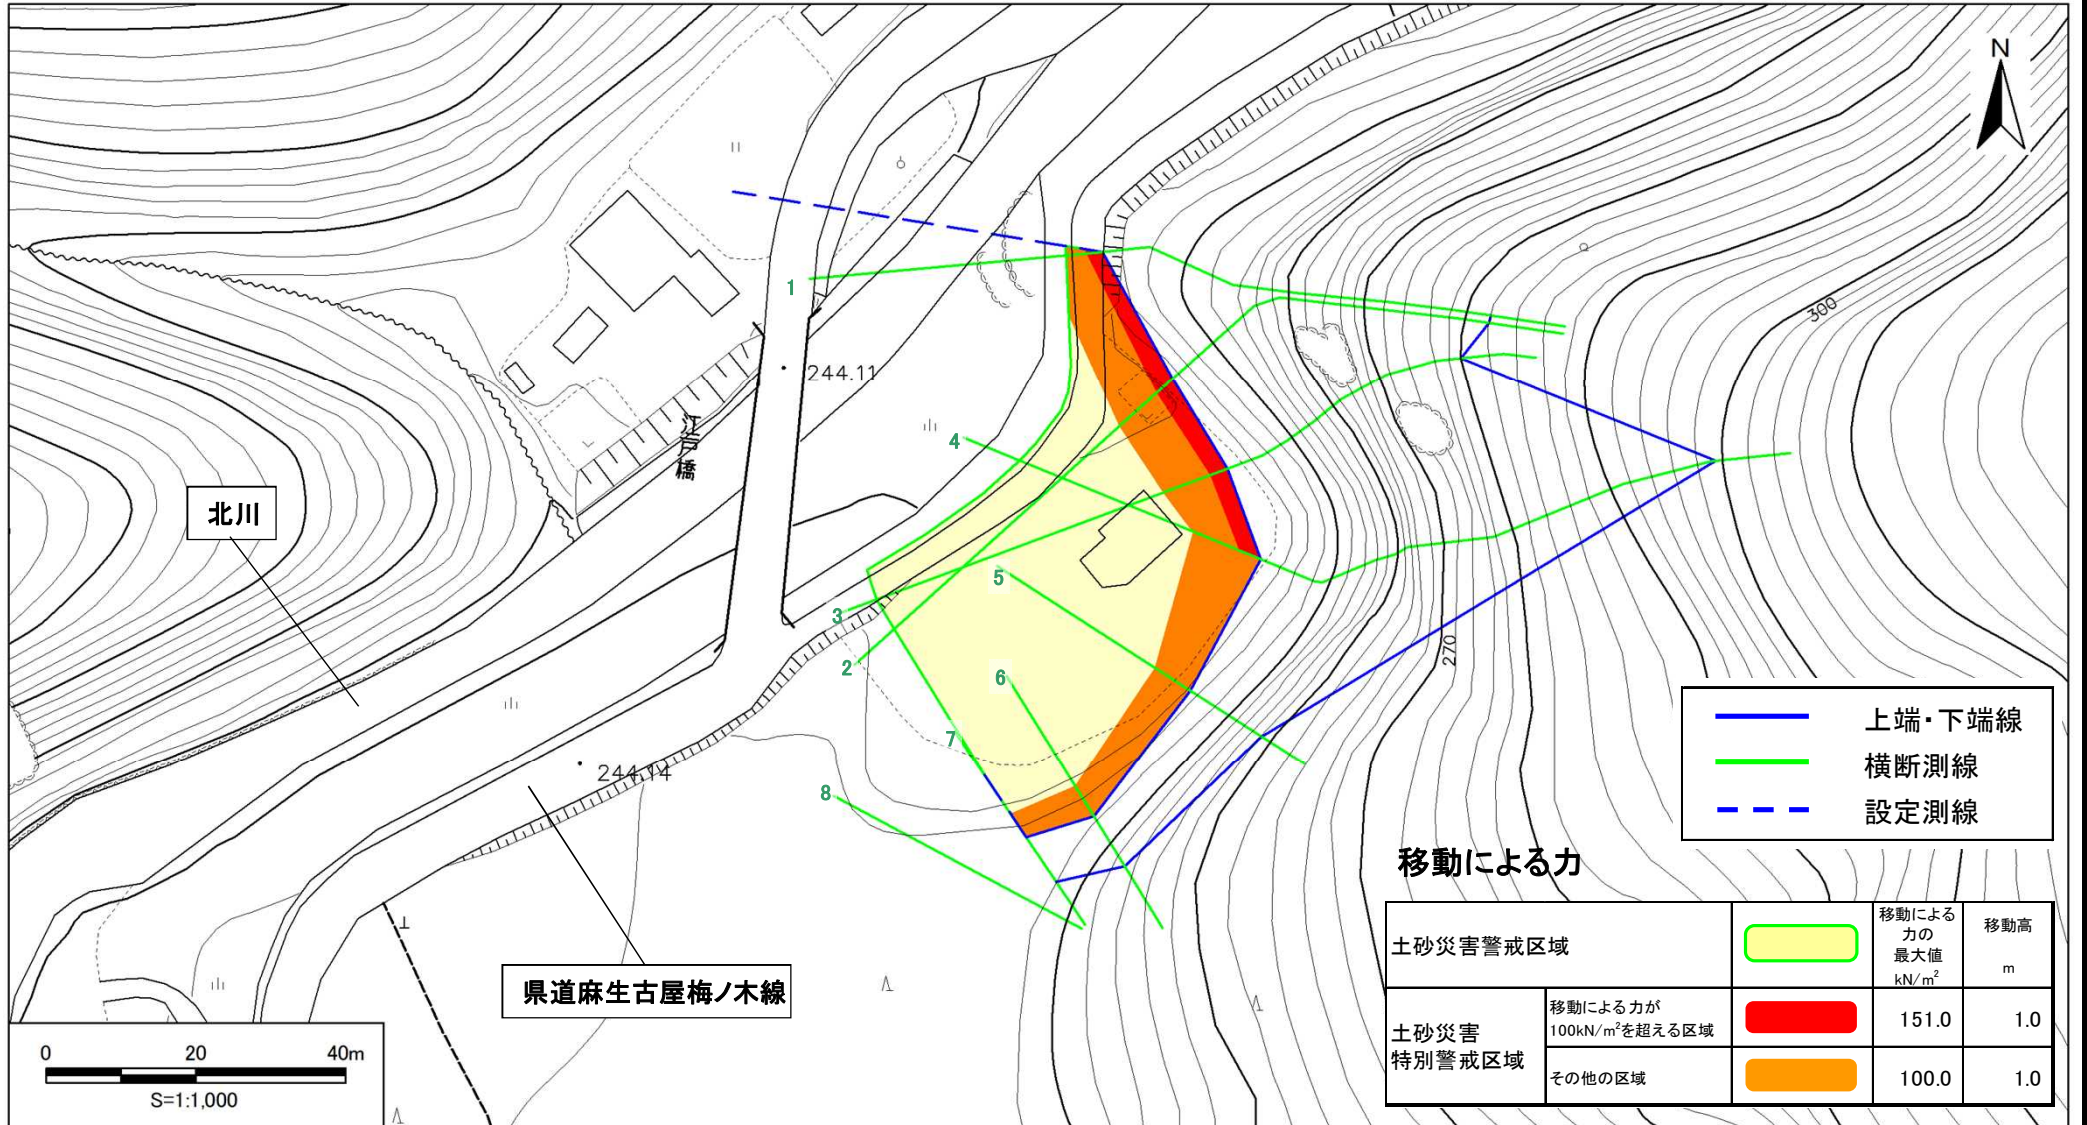 N
1
244.11
江戸橋
4
300
北川
5
3
2
6
270
7
244.14
8
上端・下端線
横断測線
設定測線
移動による力
土砂災害警戒区域
移動による
力の
最大値
kN/m²
移動高
m
土砂災害
特別警戒区域
移動による力が
100kN/m²を超える区域
151.0
1.0
その他の区域
100.0
1.0
県道麻生古屋梅ノ木線
0 20 40m
S=1:1,000